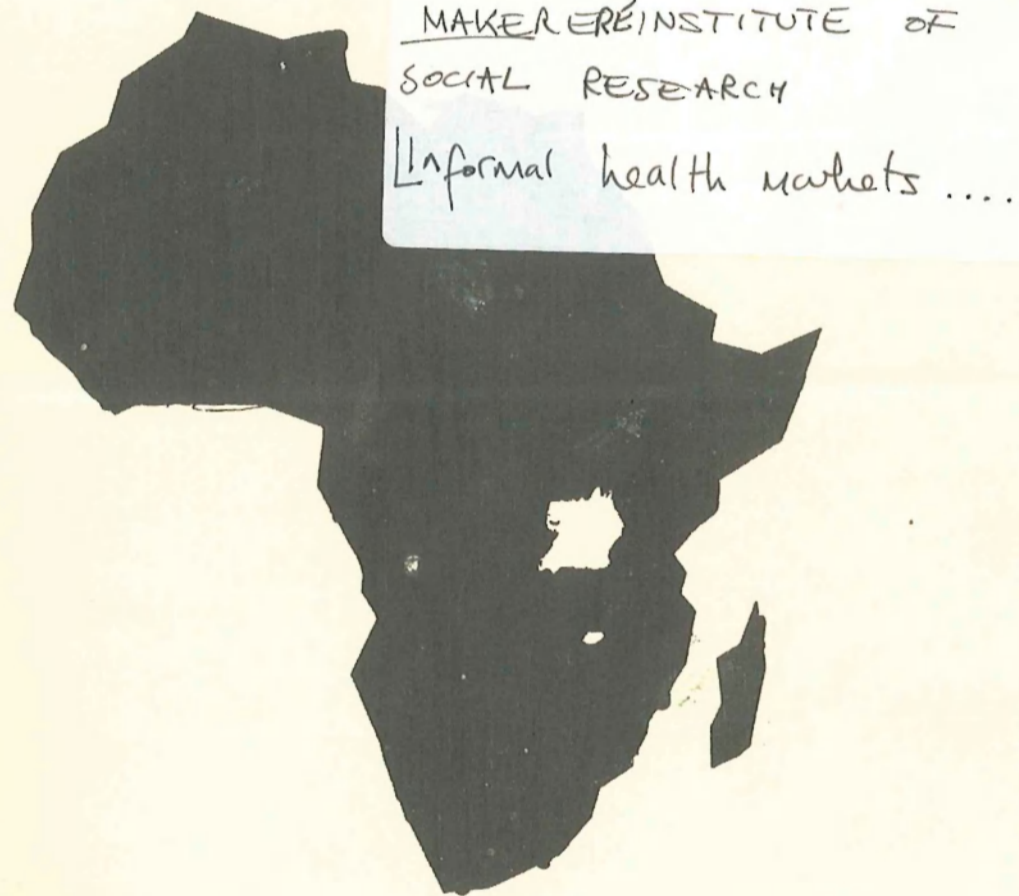 MAKERERE INSTITUTE OF
SOCIAL RESEARCH
Informal health markets ....